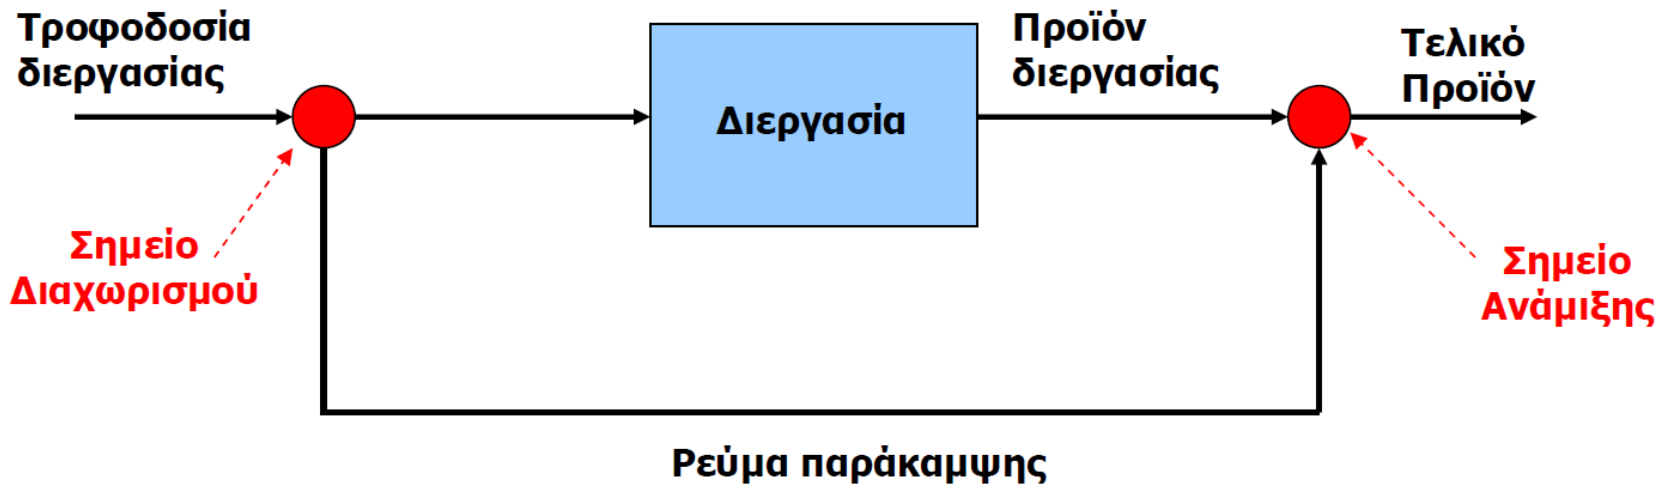 Τροφοδοσία
διεργασίας
Διεργασία
Προϊόν
διεργασίας
Τελικό
Προϊόν
Σημείο
Διαχωρισμού
Σημείο
Ανάμιξης
Ρεύμα παράκαμψης